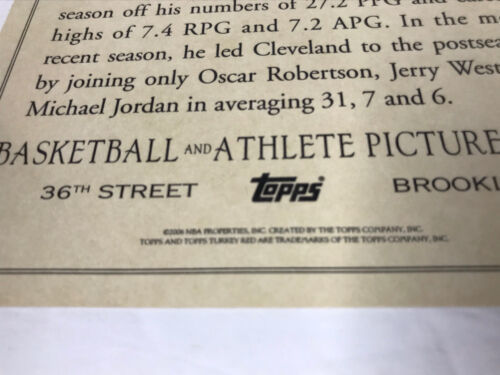 season off his numbers of 27.2 PPG and
highs of 7.4 RPG and 7.2 APG. In the
recent season, he led Cleveland to the
by joining only Oscar Robertson, Jerry West
Michael Jordan in averaging 31, 7 and 6.
BASKETBALL AND ATHLETE PICTURE
36TH STREET Topps BROOKL
©2006 NBA PROPERTIES, INC. CREATED BY THE TOPPS COMPANY, INC.
TOPPS AND TOPPS TURKEY RED ARE TRADEMARKS OF THE TOPPS COMPANY, INC.